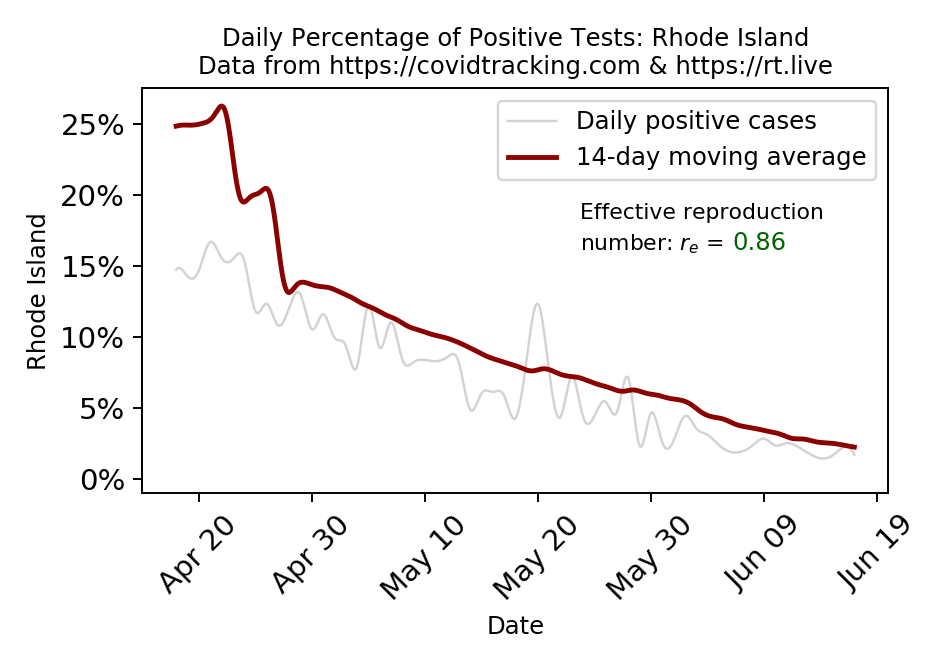 Daily Percentage of Positive Tests: Rhode Island
Data from https://covidtracking.com & https://rt.live
Daily positive cases
14-day moving average
Effective reproduction
number: rₑ = 0.86
25%
20%
15%
10%
5%
0%
Rhode Island
Apr 20
Apr 30
May 10
May 20
May 30
Jun 09
Jun 19
Date